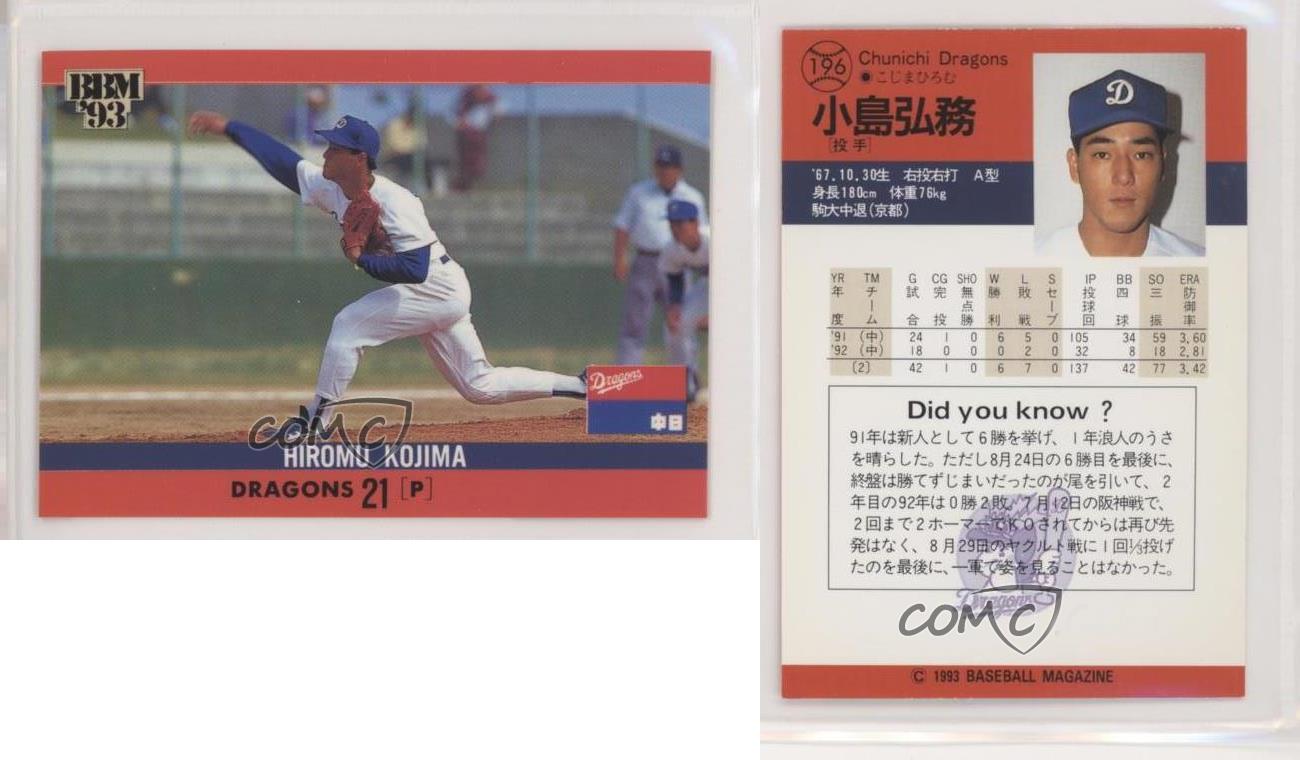 BBM
'93
Dragons
中日
HIROMU KOJIMA
DRAGONS 21 [P]
COMC
196
Chunichi Dragons
●こじまひろむ
小島弘務
[投手]
'67.10.30生 右投右打 A型
身長180cm 体重76kg
駒大中退(京都)
YR TM G CG SHO W L S IP BB SO ERA
年度 チーム 試合 完投 無点勝 勝利 敗戦 セーブ 投球回 四球 三振 防御率
'91 (中) 24 1 0 6 5 0 105 34 59 3.60
'92 (中) 18 0 0 0 2 0 32 8 18 2.81
(2) 42 1 0 6 7 0 137 42 77 3.42
Did you know ?
91年は新人として6勝を挙げ、1年浪人のうさ
を晴らした。ただし8月24日の6勝目を最後に、
終盤は勝てずじまいだったのが尾を引いて、2
年目の92年は0勝2敗。7月12日の阪神戦で、
2回まで2ホーマーでKOされてからは再び先
発はなく、8月29日のヤクルト戦に1回⅓投げ
たのを最後に、一軍で姿を見ることはなかった。
Dragons
COMC
© 1993 BASEBALL MAGAZINE